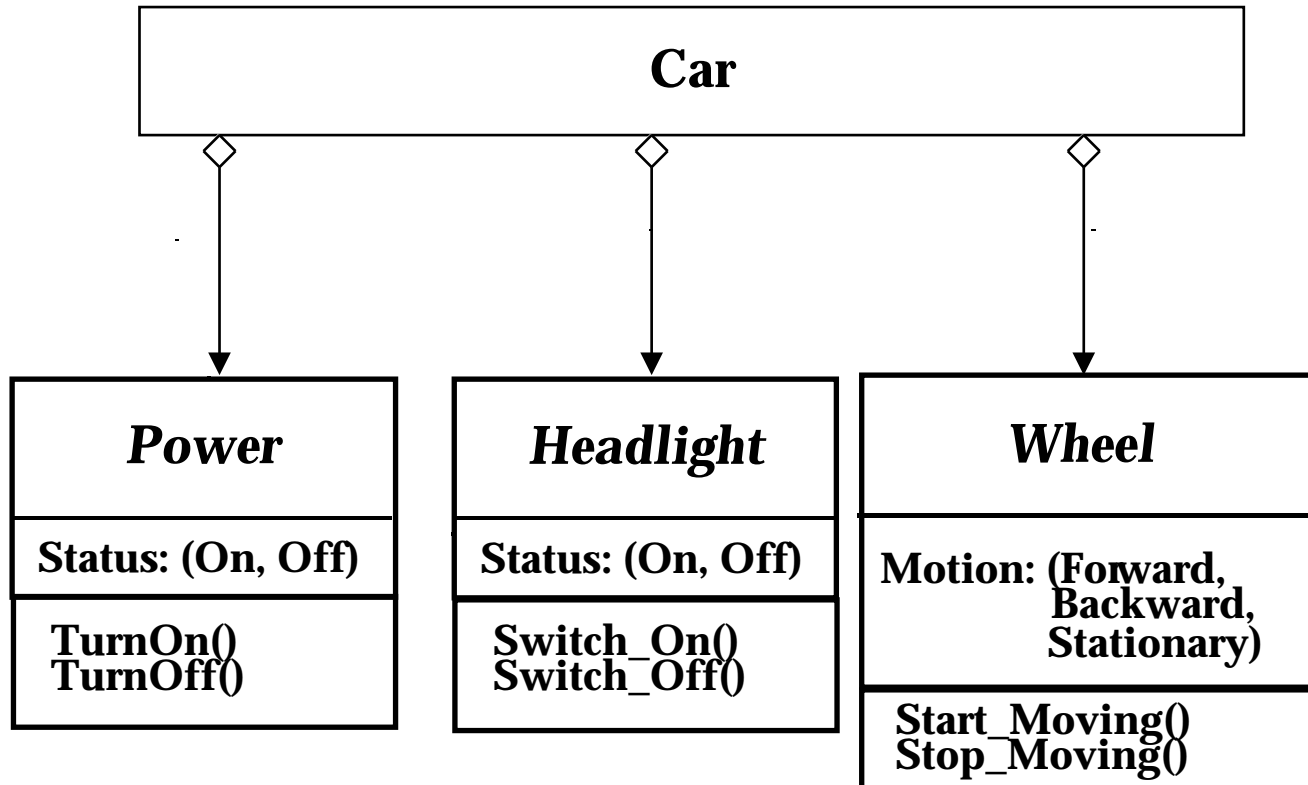 Car
Power
Status: (On, Off)
TurnOn()
TurnOff()
Headlight
Status: (On, Off)
Switch_On()
Switch_Off()
Wheel
Motion: (Forward,
Backward,
Stationary)
Start_Moving()
Stop_Moving()